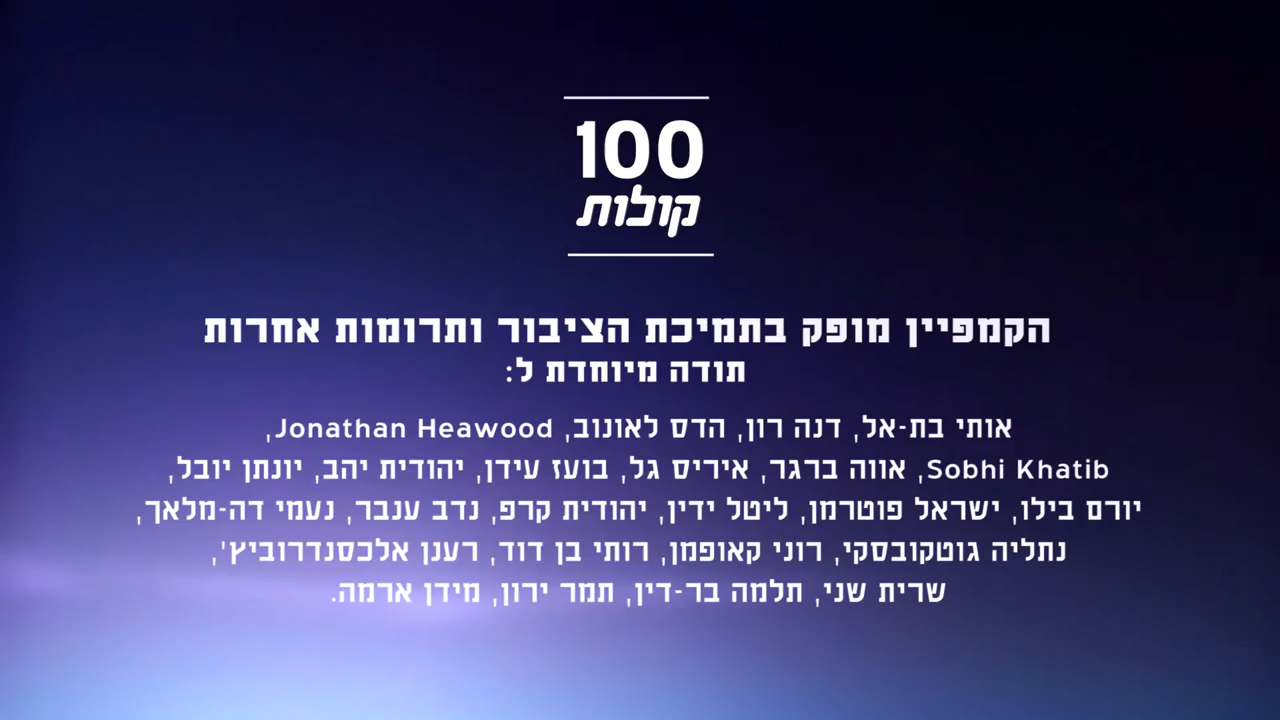 100
קולות
הקמפיין מופק בתמיכת הציבור ותרומות אחרות
תודה מיוחדת ל:
אותי בת-אל, דנה רון, הדס לאונוב, Jonathan Heawood,
Sobhi Khatib, אווה ברגר, איריס גל, בועז עידן, יהודית יהב, יונתן יובל,
יורם בילו, ישראל פוטרמן, ליטל ידין, יהודית קרפ, נדב ענבר, נעמי דה-מלאך,
נתליה גוטקובסקי, רוני קאופמן, רותי בן דוד, רענן אלכסנדרוביץ',
שרית שני, תלמה בר-דין, תמר ירון, מידן ארמה.